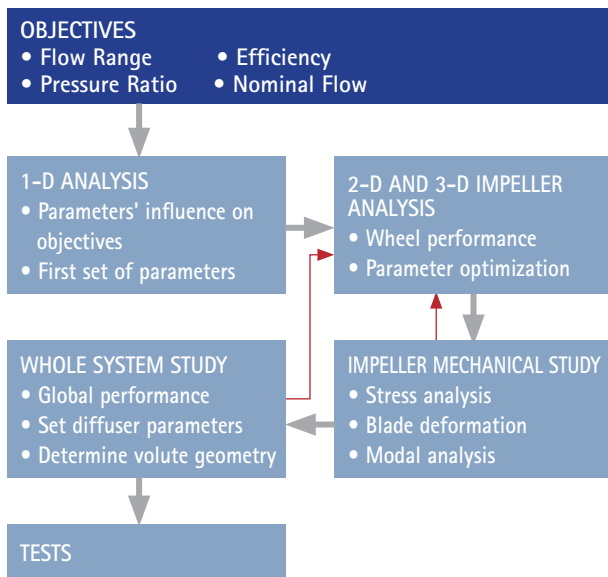 OBJECTIVES
• Flow Range • Efficiency
• Pressure Ratio • Nominal Flow
1-D ANALYSIS
• Parameters' influence on
objectives
• First set of parameters
2-D AND 3-D IMPELLER
ANALYSIS
• Wheel performance
• Parameter optimization
WHOLE SYSTEM STUDY
• Global performance
• Set diffuser parameters
• Determine volute geometry
IMPELLER MECHANICAL STUDY
• Stress analysis
• Blade deformation
• Modal analysis
TESTS